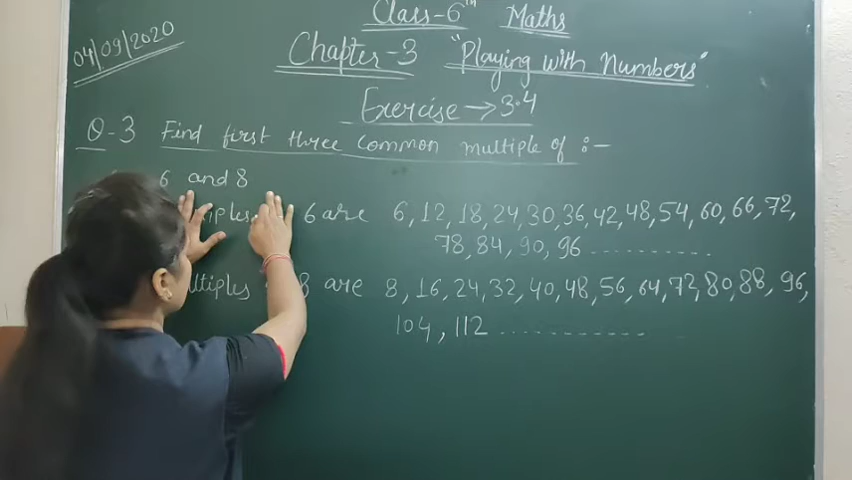 Class-6th Maths
04/09/2020
Chapter-3 "Playing with Numbers"
Exercise → 3.4
Q-3 Find first three common multiple of :-
6 and 8
6 are 6, 12, 18, 24, 30, 36, 42, 48, 54, 60, 66, 72,
78, 84, 90, 96 ............
8 are 8, 16, 24, 32, 40, 48, 56, 64, 72, 80, 88, 96,
104, 112 ............